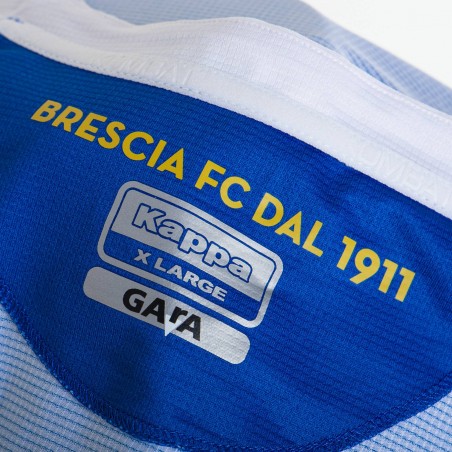 BRESCIA FC DAL 1911
Kappa
X LARGE
GARA